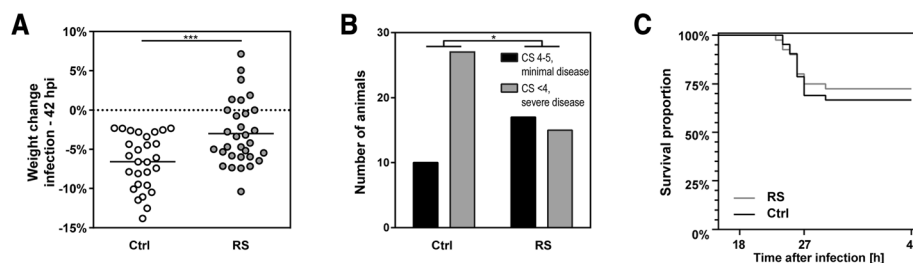 A
Weight change
infection - 42 hpi
10%
5%
0%
-5%
-10%
-15%
***
Ctrl
RS
B
Number of animals
30
20
10
0
*
CS 4-5,
minimal disease
CS <4,
severe disease
Ctrl
RS
C
Survival proportion
100%
75%
50%
25%
0%
RS
Ctrl
18
27
Time after infection [h]